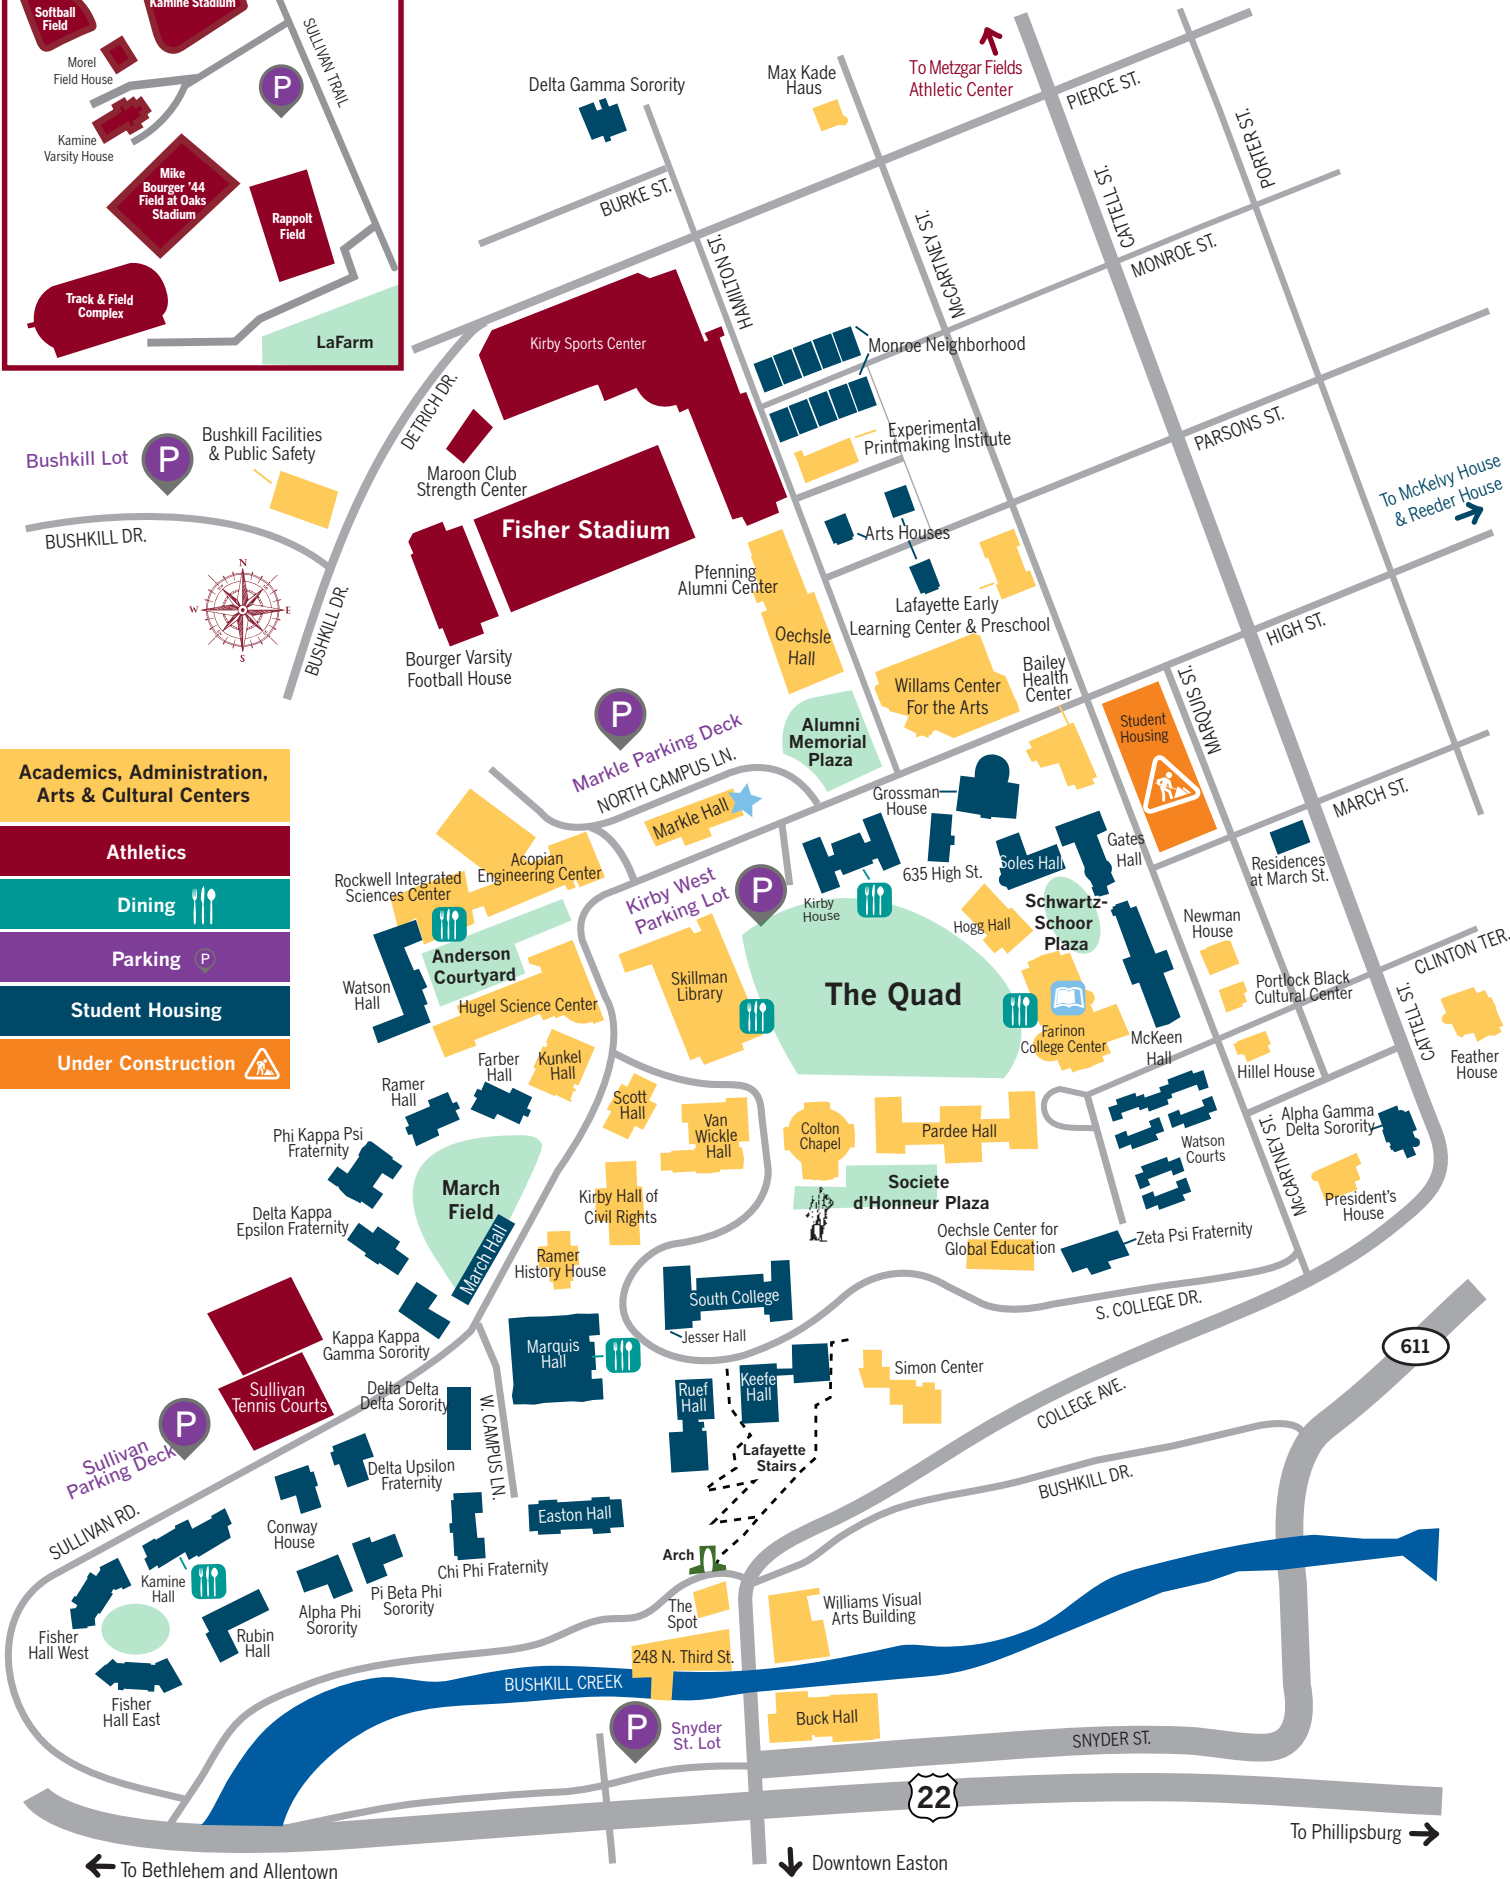 Softball
Field
Kamine Stadium
SULLIVAN TRAIL
Morel
Field House
P
Kamine
Varsity House
Mike
Bourger '44
Field at Oaks
Stadium
Rappolt
Field
Track & Field
Complex
LaFarm
Delta Gamma Sorority
Max Kade
Haus
To Metzgar Fields
Athletic Center
PIERCE ST.
PORTER ST.
BURKE ST.
CATTELL ST.
MONROE ST.
HAMILTON ST.
McCARTNEY ST.
Kirby Sports Center
Monroe Neighborhood
DETRICH DR.
Experimental
Printmaking Institute
PARSONS ST.
Bushkill Lot
P
Bushkill Facilities
& Public Safety
Maroon Club
Strength Center
To McKelvy House
& Reeder House
BUSHKILL DR.
Fisher Stadium
Arts Houses
N
W
E
S
BUSHKILL DR.
Pfenning
Alumni Center
Lafayette Early
Learning Center & Preschool
HIGH ST.
Oechsle
Hall
Bourger Varsity
Football House
Willams Center
For the Arts
Bailey
Health
Center
MARQUIS ST.
P
Markle Parking Deck
Alumni
Memorial
Plaza
Student
Housing
NORTH CAMPUS LN.
Academics, Administration,
Arts & Cultural Centers
Athletics
Dining
Parking
P
Student Housing
Under Construction
Markle Hall
Grossman
House
MARCH ST.
Acopian
Engineering Center
Rockwell Integrated
Sciences Center
Kirby West
Parking Lot
P
Kirby
House
635 High St.
Soles Hall
Gates
Hall
Residences
at March St.
Schwartz-
Schoor
Plaza
Hogg Hall
Newman
House
CLINTON TER.
Anderson
Courtyard
Watson
Hall
Hugel Science Center
Skillman
Library
The Quad
Portlock Black
Cultural Center
Farinon
College Center
McKeen
Hall
CATTELL ST.
Feather
House
Hillel House
Farber
Hall
Kunkel
Hall
Ramer
Hall
Scott
Hall
Van
Wickle
Hall
Colton
Chapel
Pardee Hall
Alpha Gamma
Delta Sorority
Phi Kappa Psi
Fraternity
Watson
Courts
McCARTNEY ST.
March
Field
Societe
d'Honneur Plaza
President's
House
Delta Kappa
Epsilon Fraternity
Kirby Hall of
Civil Rights
Oechsle Center for
Global Education
Zeta Psi Fraternity
March Hall
Ramer
History House
South College
S. COLLEGE DR.
Jesser Hall
Kappa Kappa
Gamma Sorority
Marquis
Hall
611
Simon Center
Keefe
Hall
Ruef
Hall
Sullivan
Tennis Courts
Delta Delta
Delta Sorority
W. CAMPUS LN.
COLLEGE AVE.
P
Sullivan
Parking Deck
Lafayette
Stairs
Delta Upsilon
Fraternity
BUSHKILL DR.
SULLIVAN RD.
Conway
House
Easton Hall
Arch
Chi Phi Fraternity
Kamine
Hall
Pi Beta Phi
Sorority
Alpha Phi
Sorority
The
Spot
Williams Visual
Arts Building
Fisher
Hall West
Rubin
Hall
248 N. Third St.
BUSHKILL CREEK
Fisher
Hall East
P
Snyder
St. Lot
Buck Hall
SNYDER ST.
22
To Phillipsburg
To Bethlehem and Allentown
Downtown Easton